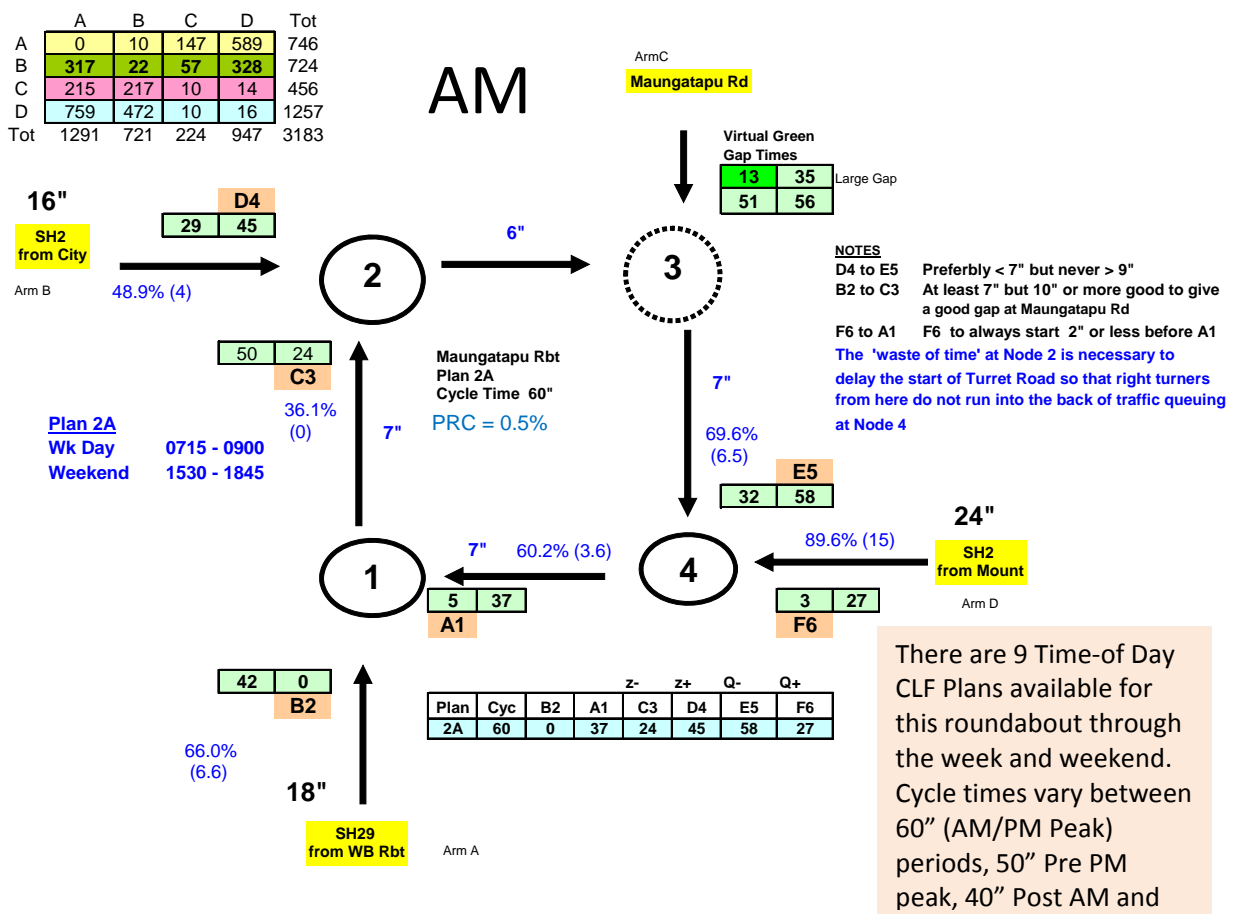 A B C D Tot
A 0 10 147 589 746
B 317 22 57 328 724
C 215 217 10 14 456
D 759 472 10 16 1257
Tot 1291 721 224 947 3183
AM
ArmC
Maungatapu Rd
Virtual Green
Gap Times
13 35 Large Gap
51 56
16"
SH2
from City
Arm B
D4
29 45
48.9% (4)
2
6"
3
NOTES
D4 to E5 Preferbly < 7" but never > 9"
B2 to C3 At least 7" but 10" or more good to give
a good gap at Maungatapu Rd
F6 to A1 F6 to always start 2" or less before A1
The 'waste of time' at Node 2 is necessary to
delay the start of Turret Road so that right turners
from here do not run into the back of traffic queuing
at Node 4
50 24
C3
36.1%
(0)
7"
Maungatapu Rbt
Plan 2A
Cycle Time 60"
PRC = 0.5%
7"
69.6%
(6.5)
Plan 2A
Wk Day 0715 - 0900
Weekend 1530 - 1845
E5
32 58
24"
SH2
from Mount
Arm D
89.6% (15)
1
7"
60.2% (3.6)
4
5 37
A1
3 27
F6
42 0
B2
66.0%
(6.6)
18"
SH29
from WB Rbt
Arm A
z- z+ Q- Q+
Plan Cyc B2 A1 C3 D4 E5 F6
2A 60 0 37 24 45 58 27
There are 9 Time-of Day
CLF Plans available for
this roundabout through
the week and weekend.
Cycle times vary between
60” (AM/PM Peak)
periods, 50” Pre PM
peak, 40” Post AM and